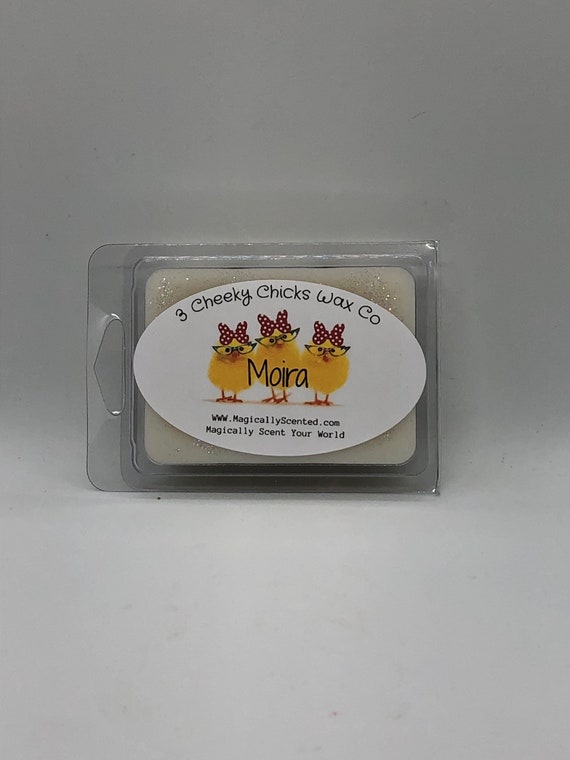 3 Cheeky Chicks Wax Co
Moira
WWW.MagicallyScented.com
Magically Scent Your World